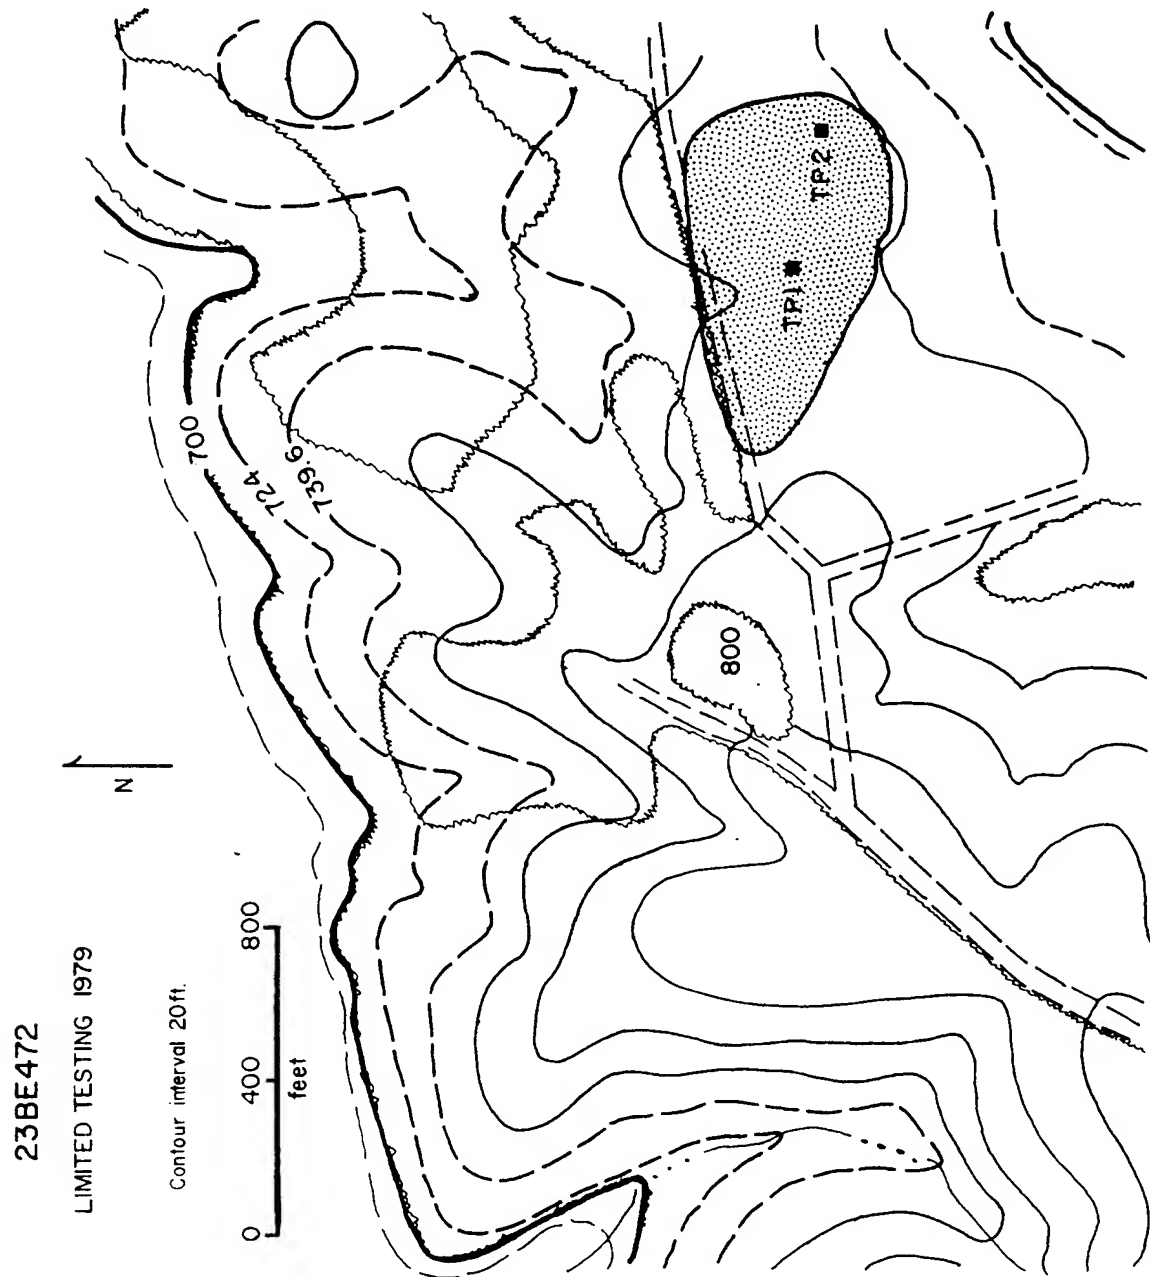 23BE472
LIMITED TESTING 1979
Contour interval 20ft.
0 400 800
feet
N
700
724
739.6
800
TP1
TP2